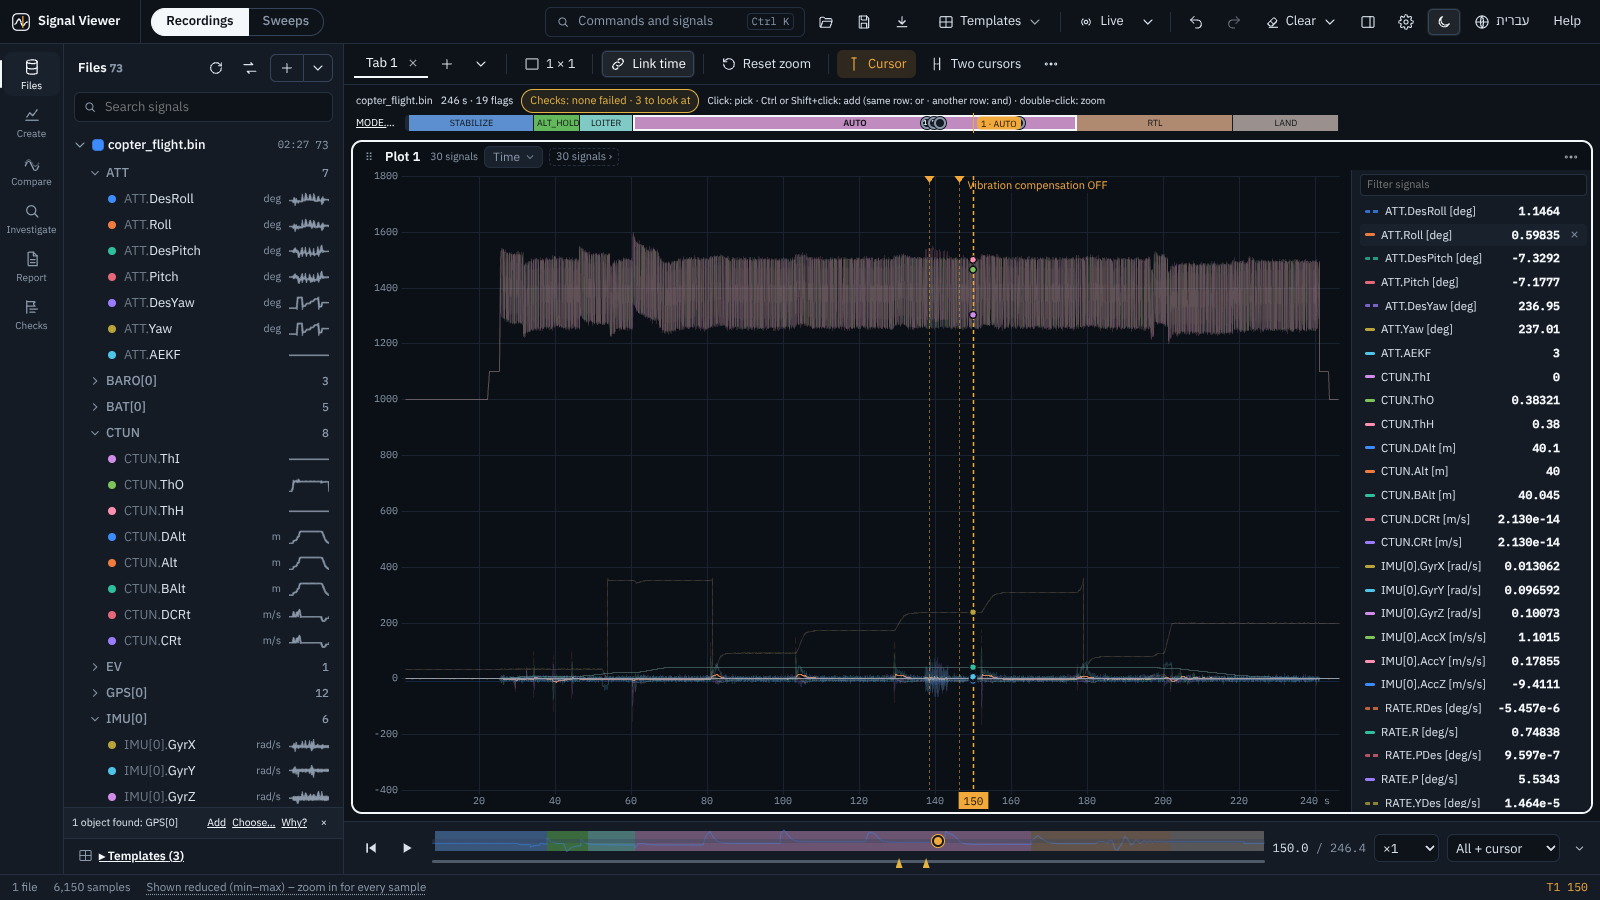 Signal Viewer
Recordings
Sweeps
Commands and signals
Ctrl K
Templates
Live
Clear
עברית
Help
Files
Create
Compare
Investigate
Report
Checks
Files 73
Search signals
copter_flight.bin 02:27 73
ATT 7
ATT.DesRoll deg
ATT.Roll deg
ATT.DesPitch deg
ATT.Pitch deg
ATT.DesYaw deg
ATT.Yaw deg
ATT.AEKF
BARO[0] 3
BAT[0] 5
CTUN 8
CTUN.ThI
CTUN.ThO
CTUN.ThH
CTUN.DAlt m
CTUN.Alt m
CTUN.BAlt m
CTUN.DCRt m/s
CTUN.CRt m/s
EV 1
GPS[0] 12
IMU[0] 6
IMU[0].GyrX rad/s
IMU[0].GyrY rad/s
IMU[0].GyrZ rad/s
1 object found: GPS[0] Add Choose... Why? ×
▸ Templates (3)
Tab 1 ×
1 × 1
Link time
Reset zoom
Cursor
Two cursors
copter_flight.bin 246 s · 19 flags Checks: none failed · 3 to look at Click: pick · Ctrl or Shift+click: add (same row: or · another row: and) · double-click: zoom
MODE.... STABILIZE ALT_HOLD LOITER AUTO 1 · AUTO RTL LAND
Plot 1 30 signals Time 30 signals ›
Vibration compensation OFF
1800
1600
1400
1200
1000
800
600
400
200
0
-200
-400
20 40 60 80 100 120 140 150 160 180 200 220 240 s
Filter signals
ATT.DesRoll [deg] 1.1464
ATT.Roll [deg] 0.59835 ×
ATT.DesPitch [deg] -7.3292
ATT.Pitch [deg] -7.1777
ATT.DesYaw [deg] 236.95
ATT.Yaw [deg] 237.01
ATT.AEKF 3
CTUN.ThI 0
CTUN.ThO 0.38321
CTUN.ThH 0.38
CTUN.DAlt [m] 40.1
CTUN.Alt [m] 40
CTUN.BAlt [m] 40.045
CTUN.DCRt [m/s] 2.130e-14
CTUN.CRt [m/s] 2.130e-14
IMU[0].GyrX [rad/s] 0.013062
IMU[0].GyrY [rad/s] 0.096592
IMU[0].GyrZ [rad/s] 0.10073
IMU[0].AccX [m/s/s] 1.1015
IMU[0].AccY [m/s/s] 0.17855
IMU[0].AccZ [m/s/s] -9.4111
RATE.RDes [deg/s] -5.457e-6
RATE.R [deg/s] 0.74838
RATE.PDes [deg/s] 9.597e-7
RATE.P [deg/s] 5.5343
RATE.YDes [deg/s] 1.464e-5
150.0 / 246.4
×1
All + cursor
1 file 6,150 samples Shown reduced (min–max) – zoom in for every sample
T1 150